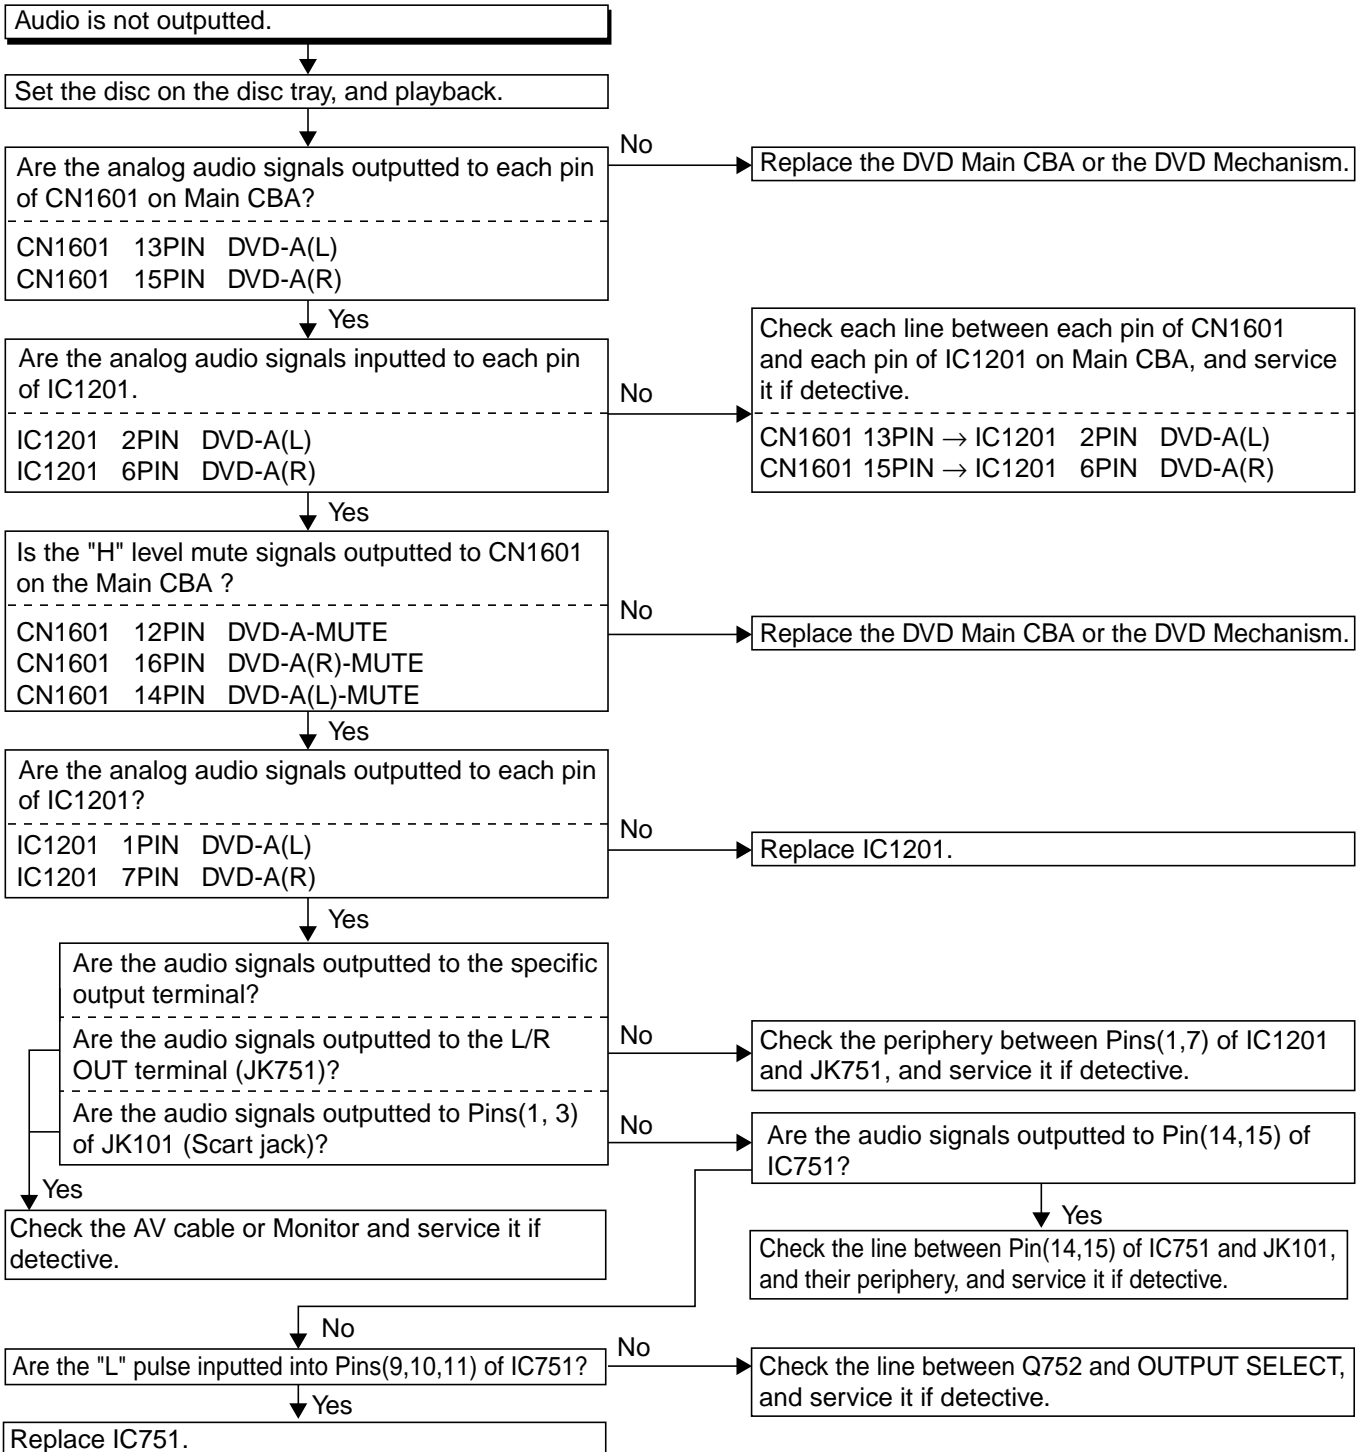 Audio is not outputted.
Set the disc on the disc tray, and playback.
Are the analog audio signals outputted to each pin
of CN1601 on Main CBA?
CN1601 13PIN DVD-A(L)
CN1601 15PIN DVD-A(R)
No
Replace the DVD Main CBA or the DVD Mechanism.
Yes
Are the analog audio signals inputted to each pin
of IC1201.
IC1201 2PIN DVD-A(L)
IC1201 6PIN DVD-A(R)
No
Check each line between each pin of CN1601
and each pin of IC1201 on Main CBA, and service
it if detective.
CN1601 13PIN → IC1201 2PIN DVD-A(L)
CN1601 15PIN → IC1201 6PIN DVD-A(R)
Yes
Is the "H" level mute signals outputted to CN1601
on the Main CBA ?
CN1601 12PIN DVD-A-MUTE
CN1601 16PIN DVD-A(R)-MUTE
CN1601 14PIN DVD-A(L)-MUTE
No
Replace the DVD Main CBA or the DVD Mechanism.
Yes
Are the analog audio signals outputted to each pin
of IC1201?
IC1201 1PIN DVD-A(L)
IC1201 7PIN DVD-A(R)
No
Replace IC1201.
Yes
Are the audio signals outputted to the specific
output terminal?
Are the audio signals outputted to the L/R
OUT terminal (JK751)?
No
Check the periphery between Pins(1,7) of IC1201
and JK751, and service it if detective.
Are the audio signals outputted to Pins(1, 3)
of JK101 (Scart jack)?
No
Are the audio signals outputted to Pin(14,15) of
IC751?
Yes
Check the AV cable or Monitor and service it if
detective.
Yes
Check the line between Pin(14,15) of IC751 and JK101,
and their periphery, and service it if detective.
No
Are the "L" pulse inputted into Pins(9,10,11) of IC751?
No
Check the line between Q752 and OUTPUT SELECT,
and service it if detective.
Yes
Replace IC751.